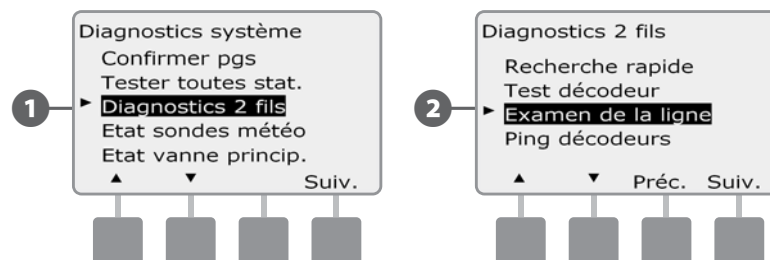 1
Diagnostics système
Confirmer pgs
Tester toutes stat.
► Diagnostics 2 fils
Etat sondes météo
Etat vanne princip.
▲ ▼ Suiv.
2
Diagnostics 2 fils
Recherche rapide
Test décodeur
► Examen de la ligne
Ping décodeurs
▲ ▼ Préc. Suiv.